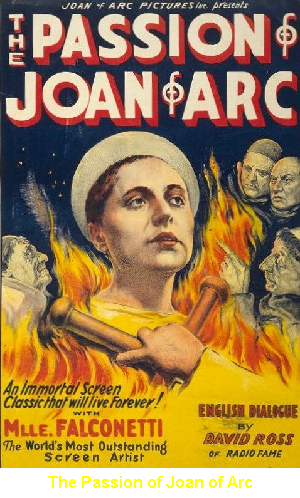 JOAN of ARC PICTURES Inc. presents
THE PASSION of
JOAN of ARC
An Immortal Screen
Classic that will live Forever!
WITH
MLLE. FALCONETTI
The World's Most Outstanding
Screen Artist
ENGLISH DIALOGUE
BY
DAVID ROSS
OF RADIO FAME
The Passion of Joan of Arc